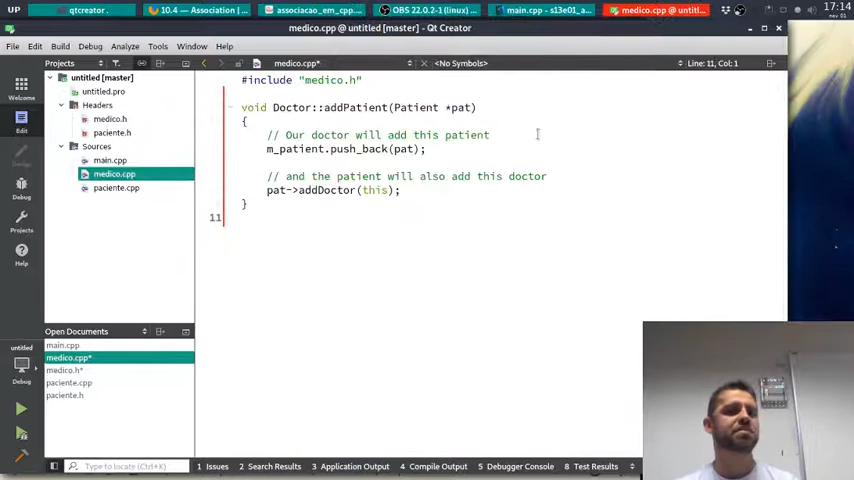 UP
qtcreator
10.4 — Association |...
associacao_em_cpp....
OBS 22.0.2-1 (linux) ...
main.cpp - s13e01_a...
medico.cpp @ untitl...
17:14
nov 01
medico.cpp @ untitled [master] - Qt Creator
File Edit Build Debug Analyze Tools Window Help
Projects
medico.cpp*
<No Symbols>
Line: 11, Col: 1
Welcome
Edit
Design
Debug
Projects
Help
untitled
Debug
untitled [master]
untitled.pro
Headers
medico.h
paciente.h
Sources
main.cpp
medico.cpp
paciente.cpp
Open Documents
main.cpp
medico.cpp*
medico.h*
paciente.cpp
paciente.h
#include "medico.h"
void Doctor::addPatient(Patient *pat)
{
// Our doctor will add this patient
m_patient.push_back(pat);
// and the patient will also add this doctor
pat->addDoctor(this);
}
11
Type to locate (Ctrl+K)
1 Issues 2 Search Results 3 Application Output 4 Compile Output 5 Debugger Console 8 Test Results